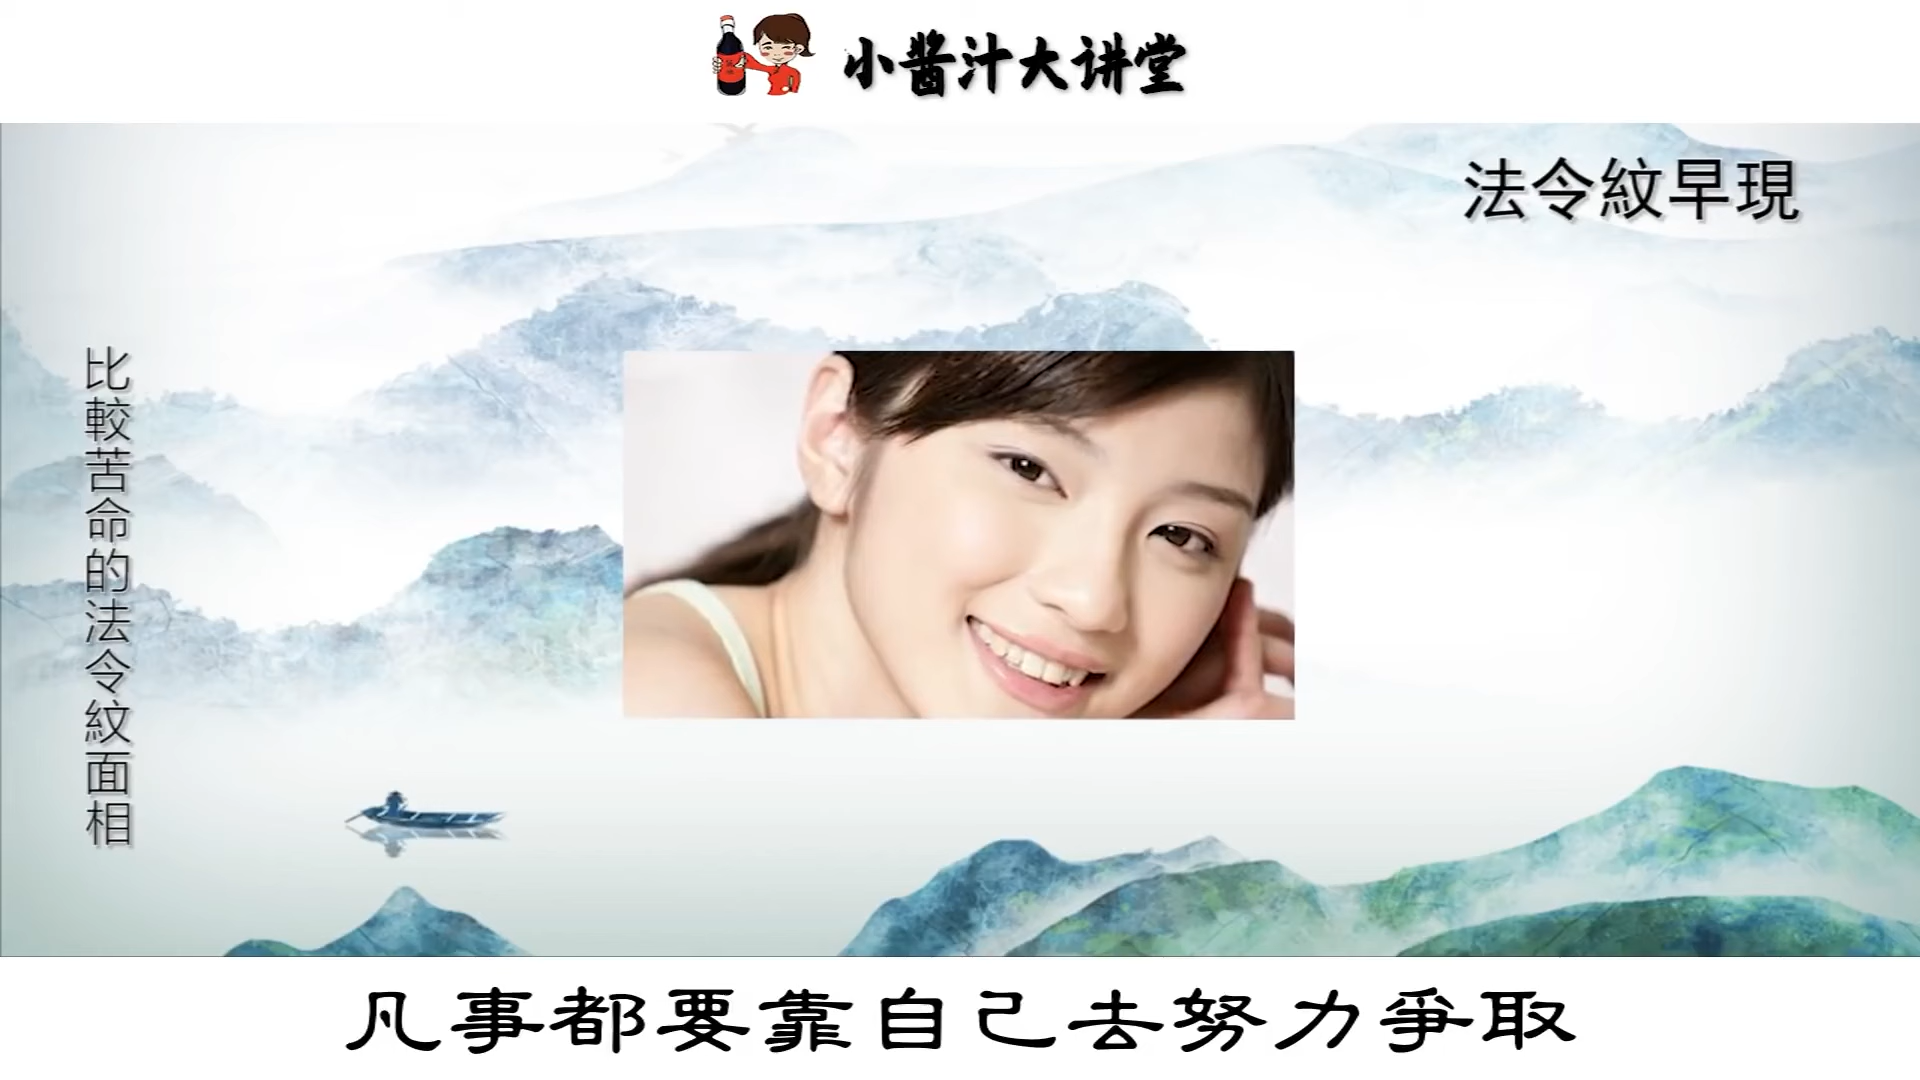 小酱汁大讲堂
法令紋早現
比較苦命的法令紋面相
凡事都要靠自己去努力爭取